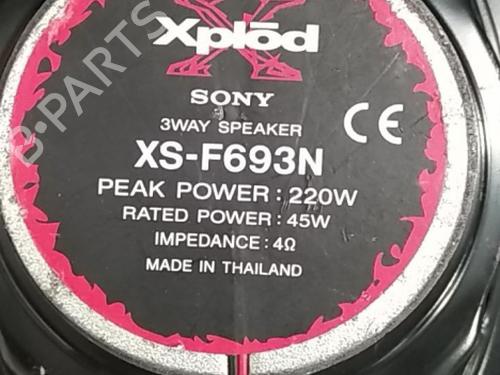 Xplōd
SONY
3WAY SPEAKER
XS-F693N
PEAK POWER : 220W
RATED POWER : 45W
IMPEDANCE : 4Ω
MADE IN THAILAND
CE
B-PARTS